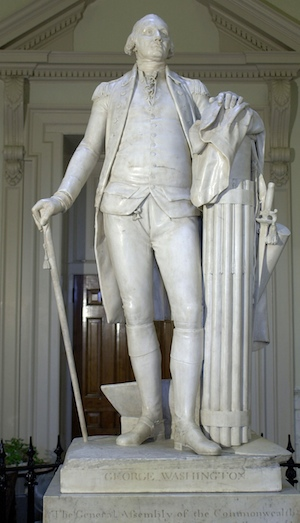 GEORGE WASHINGTON
The General Assembly of the Commonwealth